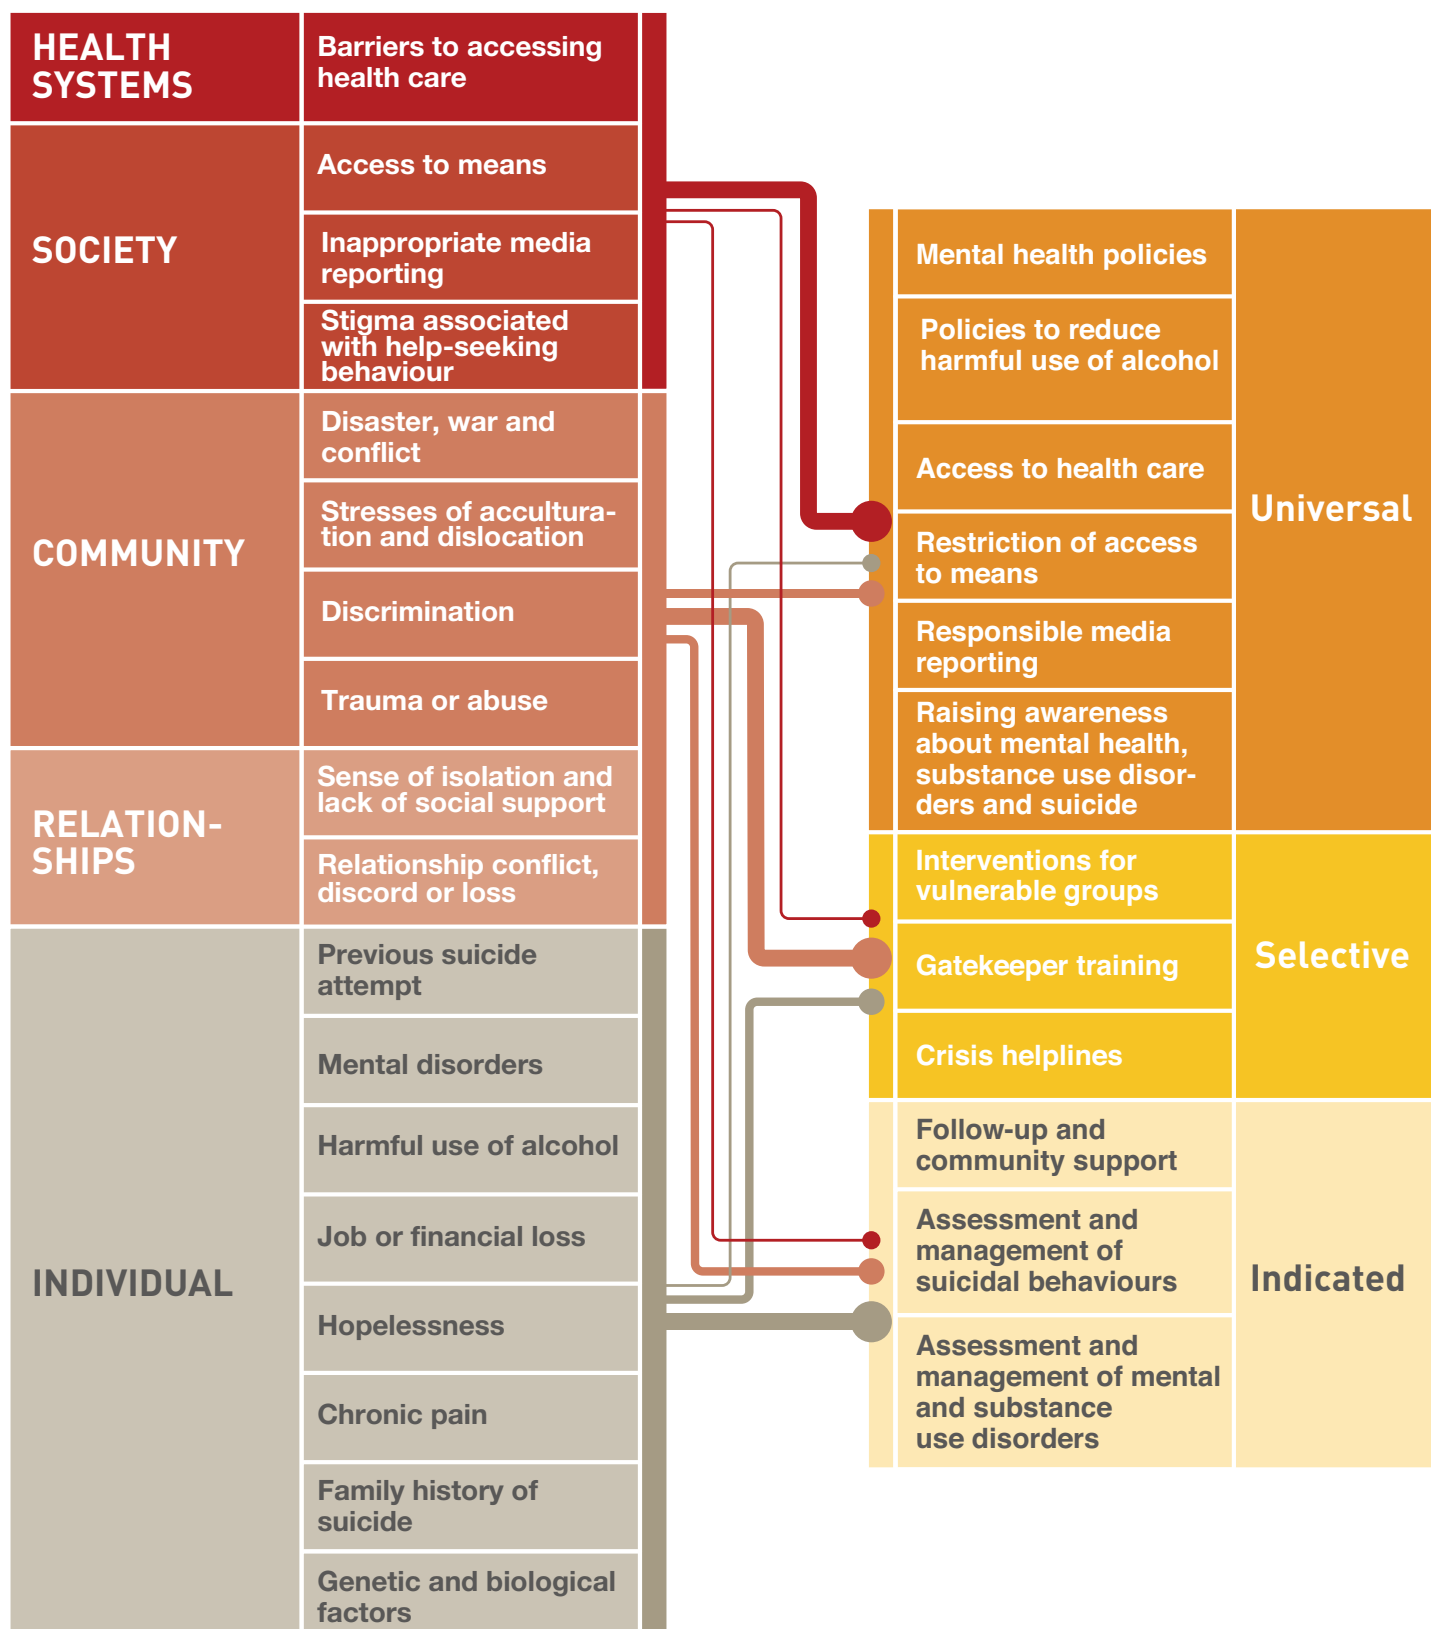 HEALTH
SYSTEMS
Barriers to accessing
health care
SOCIETY
Access to means
Inappropriate media
reporting
Stigma associated
with help-seeking
behaviour
COMMUNITY
Disaster, war and
conflict
Stresses of accultura-
tion and dislocation
Discrimination
Trauma or abuse
RELATION-
SHIPS
Sense of isolation and
lack of social support
Relationship conflict,
discord or loss
INDIVIDUAL
Previous suicide
attempt
Mental disorders
Harmful use of alcohol
Job or financial loss
Hopelessness
Chronic pain
Family history of
suicide
Genetic and biological
factors
Mental health policies
Policies to reduce
harmful use of alcohol
Access to health care
Restriction of access
to means
Responsible media
reporting
Raising awareness
about mental health,
substance use disor-
ders and suicide
Universal
Interventions for
vulnerable groups
Gatekeeper training
Crisis helplines
Selective
Follow-up and
community support
Assessment and
management of
suicidal behaviours
Assessment and
management of mental
and substance
use disorders
Indicated